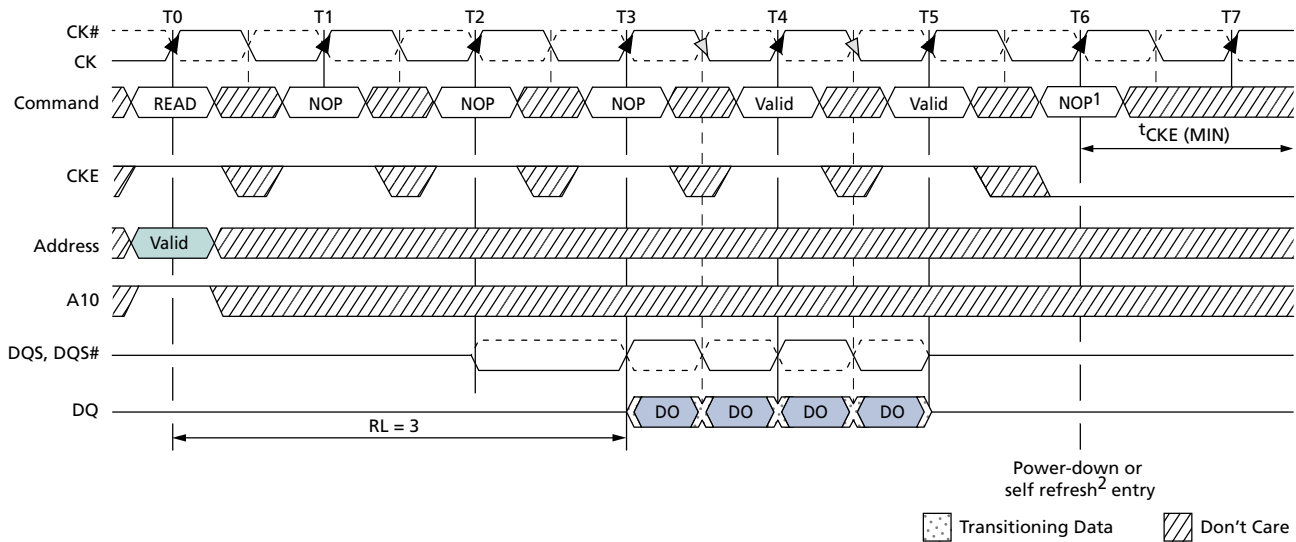 T0 T1 T2 T3 T4 T5 T6 T7
CK#
CK
Command READ NOP NOP NOP Valid Valid NOP1
tCKE (MIN)
CKE
Address Valid
A10
DQS, DQS#
DQ DO DO DO DO
RL = 3
Power-down or
self refresh2 entry
Transitioning Data Don't Care